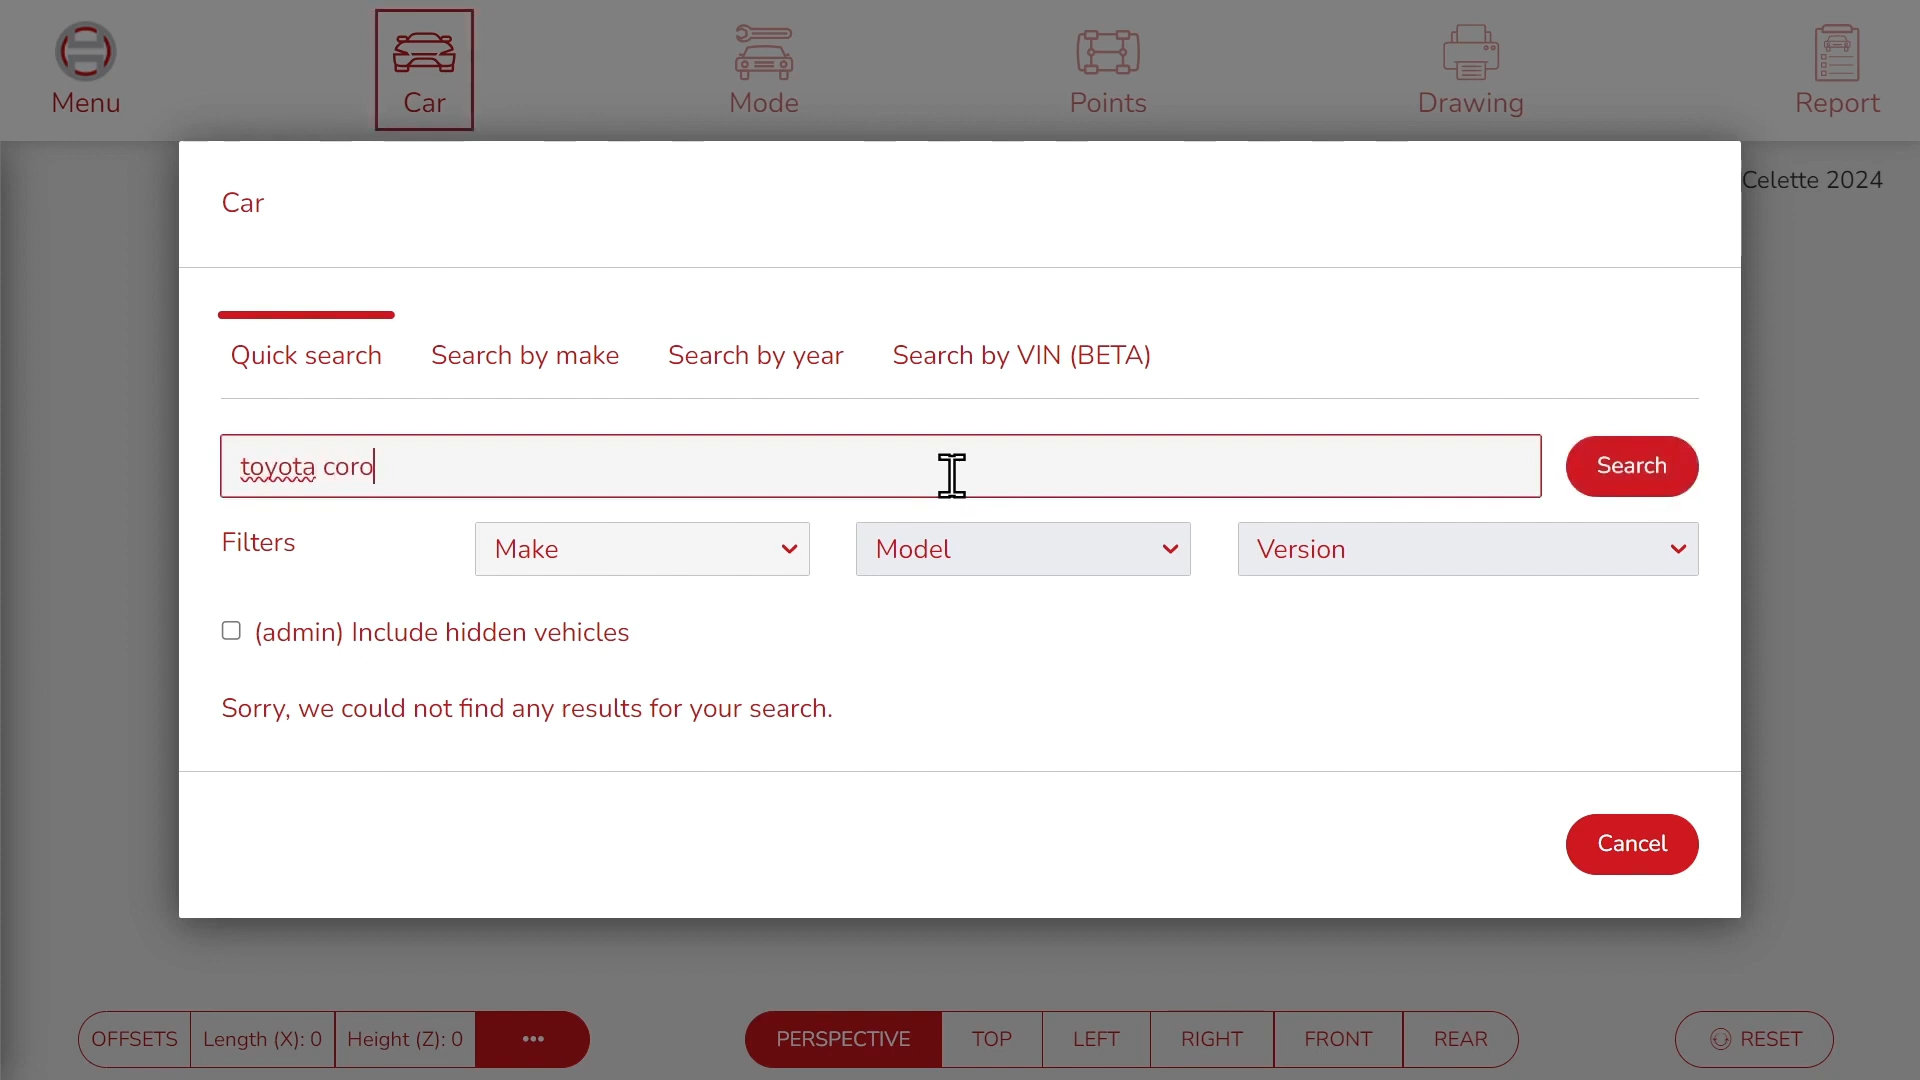 Menu
Car
Mode
Points
Drawing
Report
Celette 2024
Car
Quick search
Search by make
Search by year
Search by VIN (BETA)
toyota coro
Search
Filters
Make
Model
Version
(admin) Include hidden vehicles
Sorry, we could not find any results for your search.
Cancel
OFFSETS
Length (X): 0
Height (Z): 0
•••
PERSPECTIVE
TOP
LEFT
RIGHT
FRONT
REAR
RESET